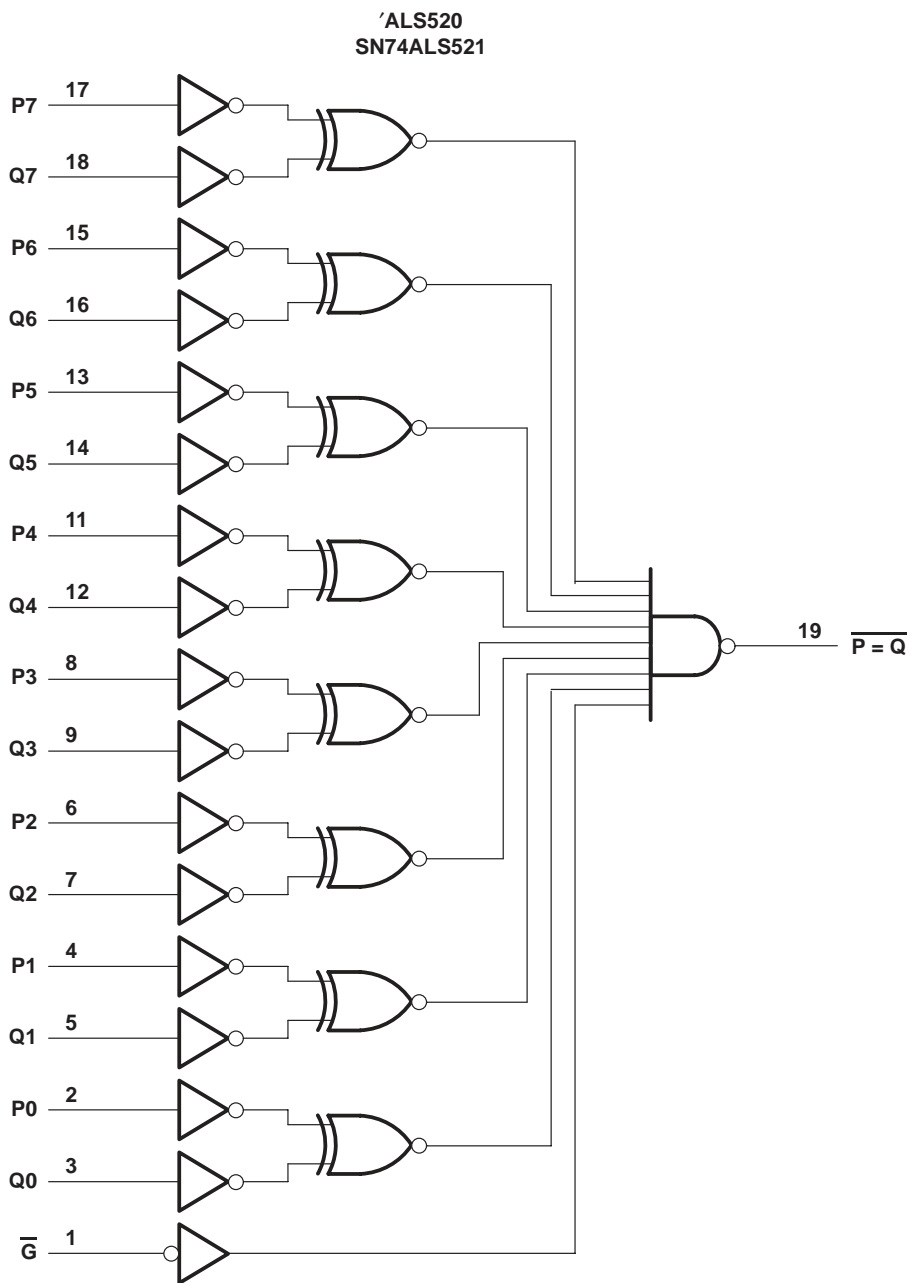 ′ALS520
SN74ALS521
P7 17
Q7 18
P6 15
Q6 16
P5 13
Q5 14
P4 11
Q4 12
P3 8
Q3 9
19 P = Q
P2 6
Q2 7
P1 4
Q1 5
P0 2
Q0 3
G 1